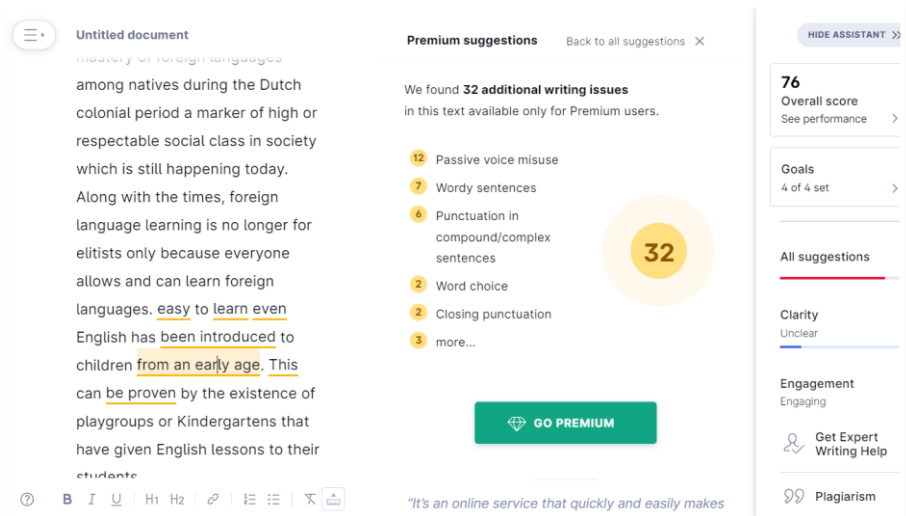 Untitled document
mastery of foreign languages
among natives during the Dutch
colonial period a marker of high or
respectable social class in society
which is still happening today.
Along with the times, foreign
language learning is no longer for
elitists only because everyone
allows and can learn foreign
languages. easy to learn even
English has been introduced to
children from an early age. This
can be proven by the existence of
playgroups or Kindergartens that
have given English lessons to their
students
B I U H1 H2
Premium suggestions
Back to all suggestions
We found 32 additional writing issues
in this text available only for Premium users.
12 Passive voice misuse
7 Wordy sentences
6 Punctuation in
compound/complex
sentences
2 Word choice
2 Closing punctuation
3 more...
32
GO PREMIUM
"It's an online service that quickly and easily makes
HIDE ASSISTANT
76
Overall score
See performance
Goals
4 of 4 set
All suggestions
Clarity
Unclear
Engagement
Engaging
Get Expert
Writing Help
Plagiarism